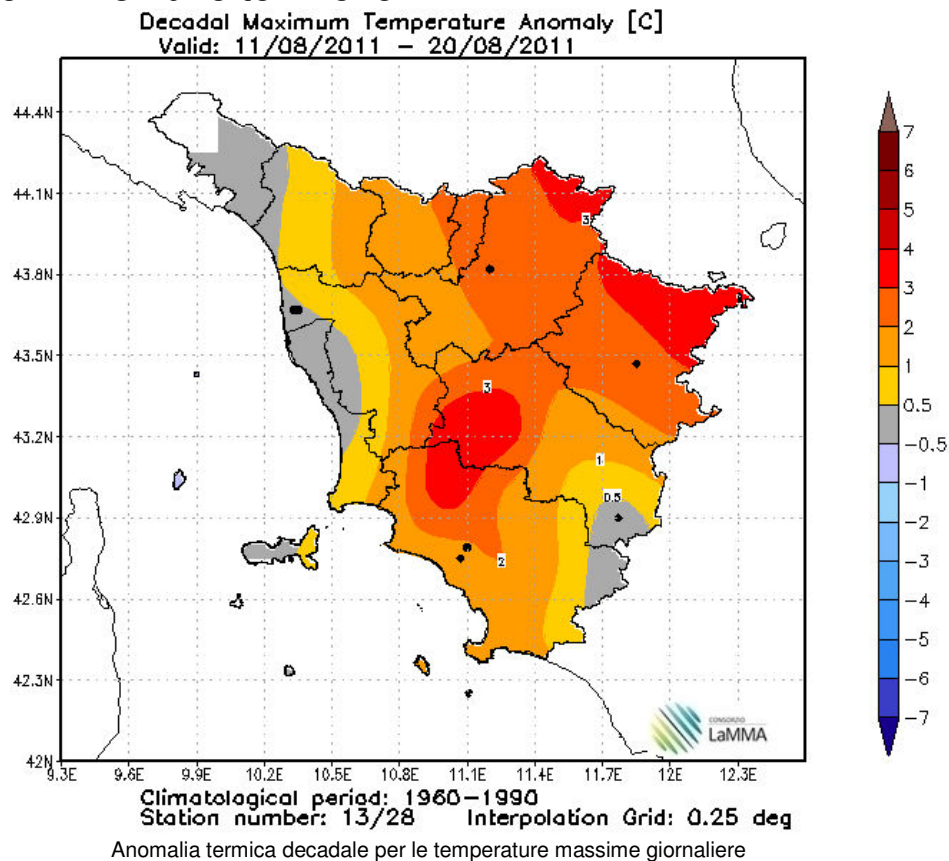 Decadal Maximum Temperature Anomaly [C]
Valid: 11/08/2011 – 20/08/2011
44.4N
44.1N
43.8N
43.5N
43.2N
42.9N
42.6N
42.3N
42N
9.3E 9.6E 9.9E 10.2E 10.5E 10.8E 11.1E 11.4E 11.7E 12E 12.3E
3
3
1
0.5
2
7
6
5
4
3
2
1
0.5
−0.5
−1
−2
−3
−4
−5
−6
−7
CONSORZIO
LaMMA
Climatological period: 1960–1990
Station number: 13/28 Interpolation Grid: 0.25 deg
Anomalia termica decadale per le temperature massime giornaliere